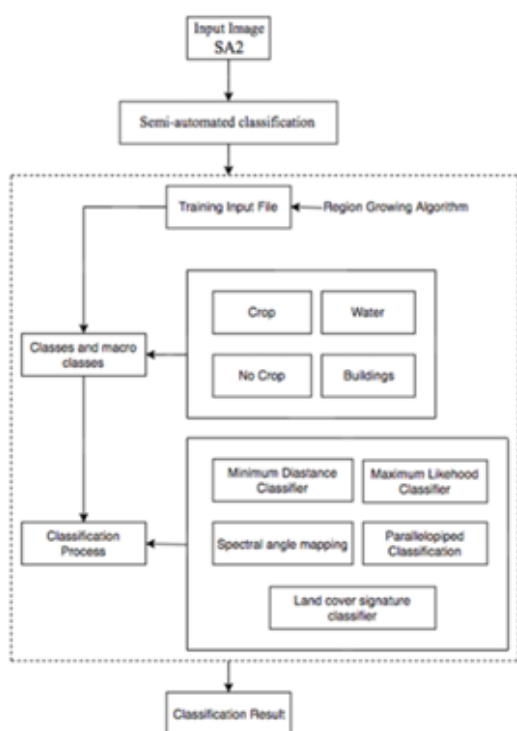 Input Image
SA2
Semi-automated classification
Training Input File
Region Growing Algorithm
Crop
Water
Classes and macro
classes
No Crop
Buildings
Minimum Diastance
Classifier
Maximum Likehood
Classifier
Classification
Process
Spectral angle mapping
Parallelopiped
Classification
Land cover signature
classifier
Classification Result